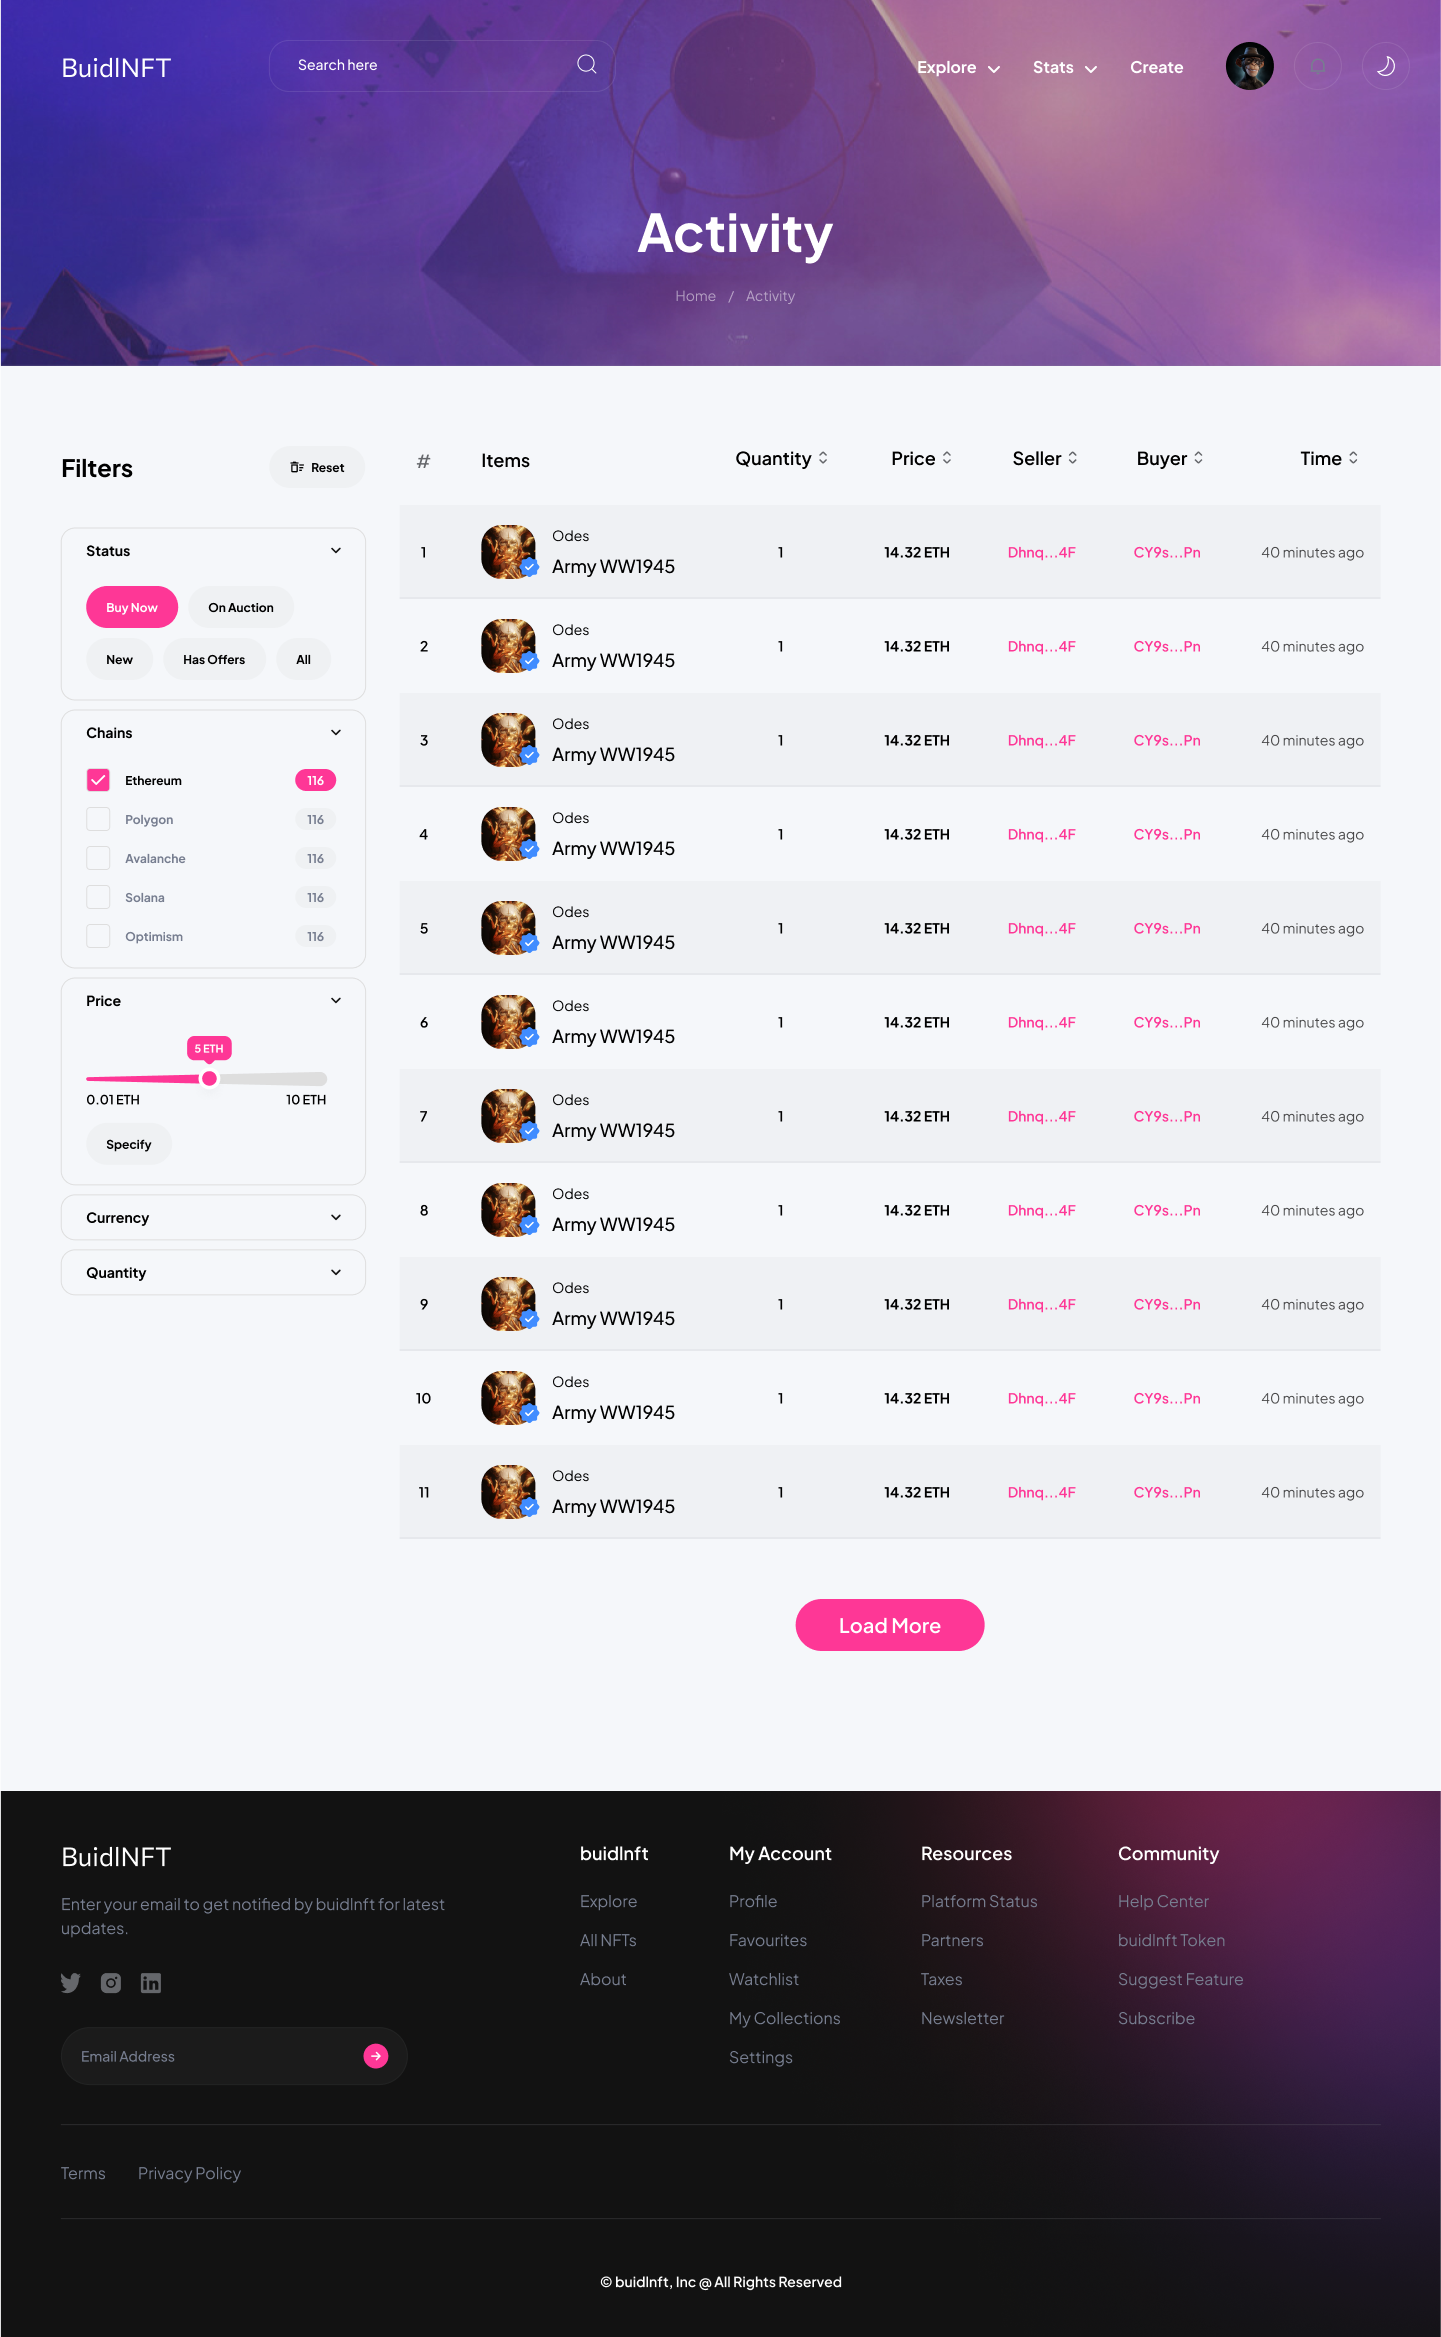 BuidlNFT
Search here
Explore
Stats
Create
Activity
Home / Activity
Filters
Reset
Status
Buy Now
On Auction
New
Has Offers
All
Chains
Ethereum 116
Polygon 116
Avalanche 116
Solana 116
Optimism 116
Price
5 ETH
0.01 ETH
10 ETH
Specify
Currency
Quantity
# Items Quantity Price Seller Buyer Time
Odes
1 Army WW1945 1 14.32 ETH Dhnq...4F CY9s...Pn 40 minutes ago
Odes
2 Army WW1945 1 14.32 ETH Dhnq...4F CY9s...Pn 40 minutes ago
Odes
3 Army WW1945 1 14.32 ETH Dhnq...4F CY9s...Pn 40 minutes ago
Odes
4 Army WW1945 1 14.32 ETH Dhnq...4F CY9s...Pn 40 minutes ago
Odes
5 Army WW1945 1 14.32 ETH Dhnq...4F CY9s...Pn 40 minutes ago
Odes
6 Army WW1945 1 14.32 ETH Dhnq...4F CY9s...Pn 40 minutes ago
Odes
7 Army WW1945 1 14.32 ETH Dhnq...4F CY9s...Pn 40 minutes ago
Odes
8 Army WW1945 1 14.32 ETH Dhnq...4F CY9s...Pn 40 minutes ago
Odes
9 Army WW1945 1 14.32 ETH Dhnq...4F CY9s...Pn 40 minutes ago
Odes
10 Army WW1945 1 14.32 ETH Dhnq...4F CY9s...Pn 40 minutes ago
Odes
11 Army WW1945 1 14.32 ETH Dhnq...4F CY9s...Pn 40 minutes ago
Load More
BuidlNFT
Enter your email to get notified by buidlnft for latest
updates.
Email Address
buidlnft
Explore
All NFTs
About
My Account
Profile
Favourites
Watchlist
My Collections
Settings
Resources
Platform Status
Partners
Taxes
Newsletter
Community
Help Center
buidlnft Token
Suggest Feature
Subscribe
Terms
Privacy Policy
© buidlnft, Inc @ All Rights Reserved